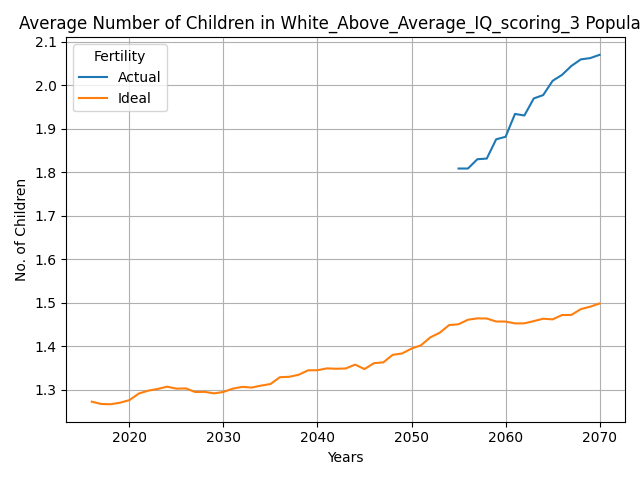 Average Number of Children in White_Above_Average_IQ_scoring_3 Popula
Fertility
Actual
Ideal
No. of Children
2.1
2.0
1.9
1.8
1.7
1.6
1.5
1.4
1.3
2020 2030 2040 2050 2060 2070
Years